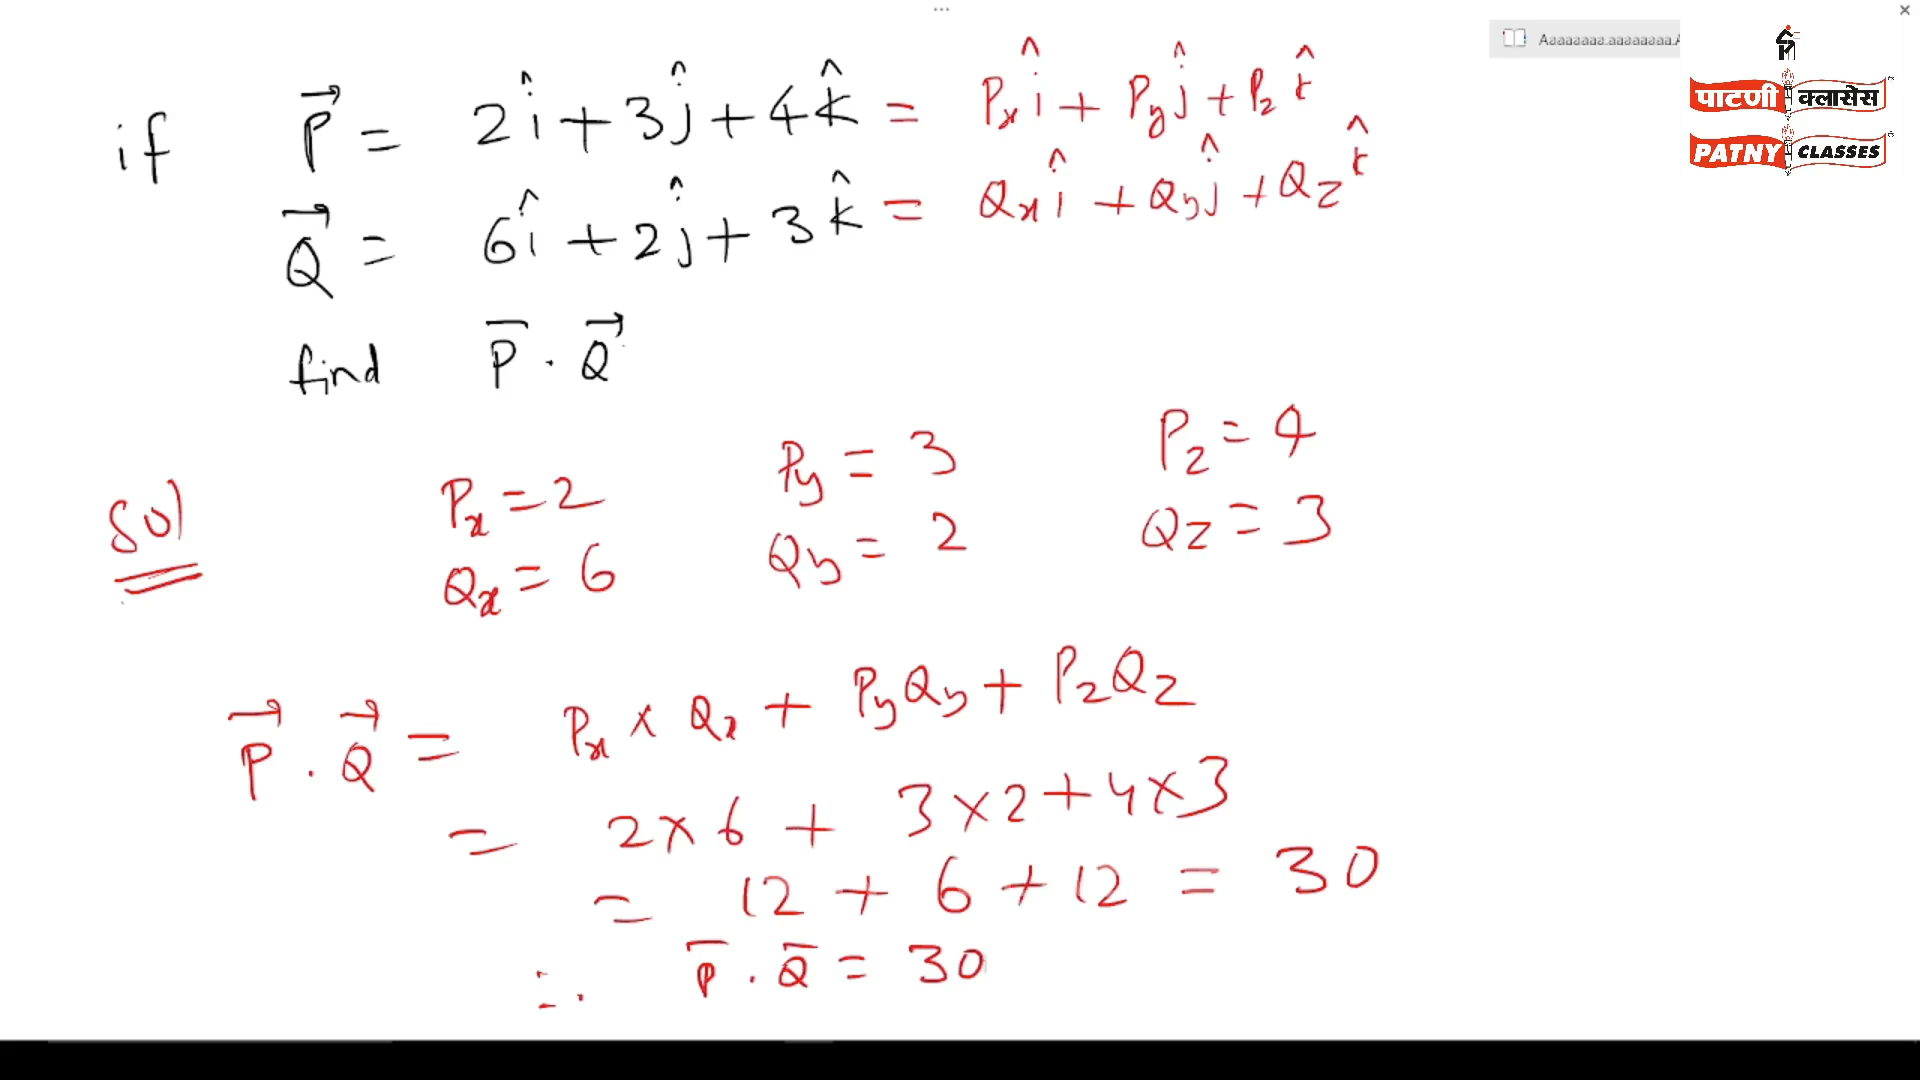 if P⃗ = 2î + 3ĵ + 4k̂ = Pxî + Pyĵ + Pzk̂
Q⃗ = 6î + 2ĵ + 3k̂ = Qxî + Qyĵ + Qzk̂
find P̅ . Q⃗
Sol
Px = 2 Py = 3 Pz = 4
Qx = 6 Qy = 2 Qz = 3
P⃗ . Q⃗ = Px × Qx + PyQy + PzQz
= 2 × 6 + 3 × 2 + 4 × 3
= 12 + 6 + 12 = 30
∴ P̅ . Q̅ = 30
पाटणी क्लासेस
PATNY CLASSES